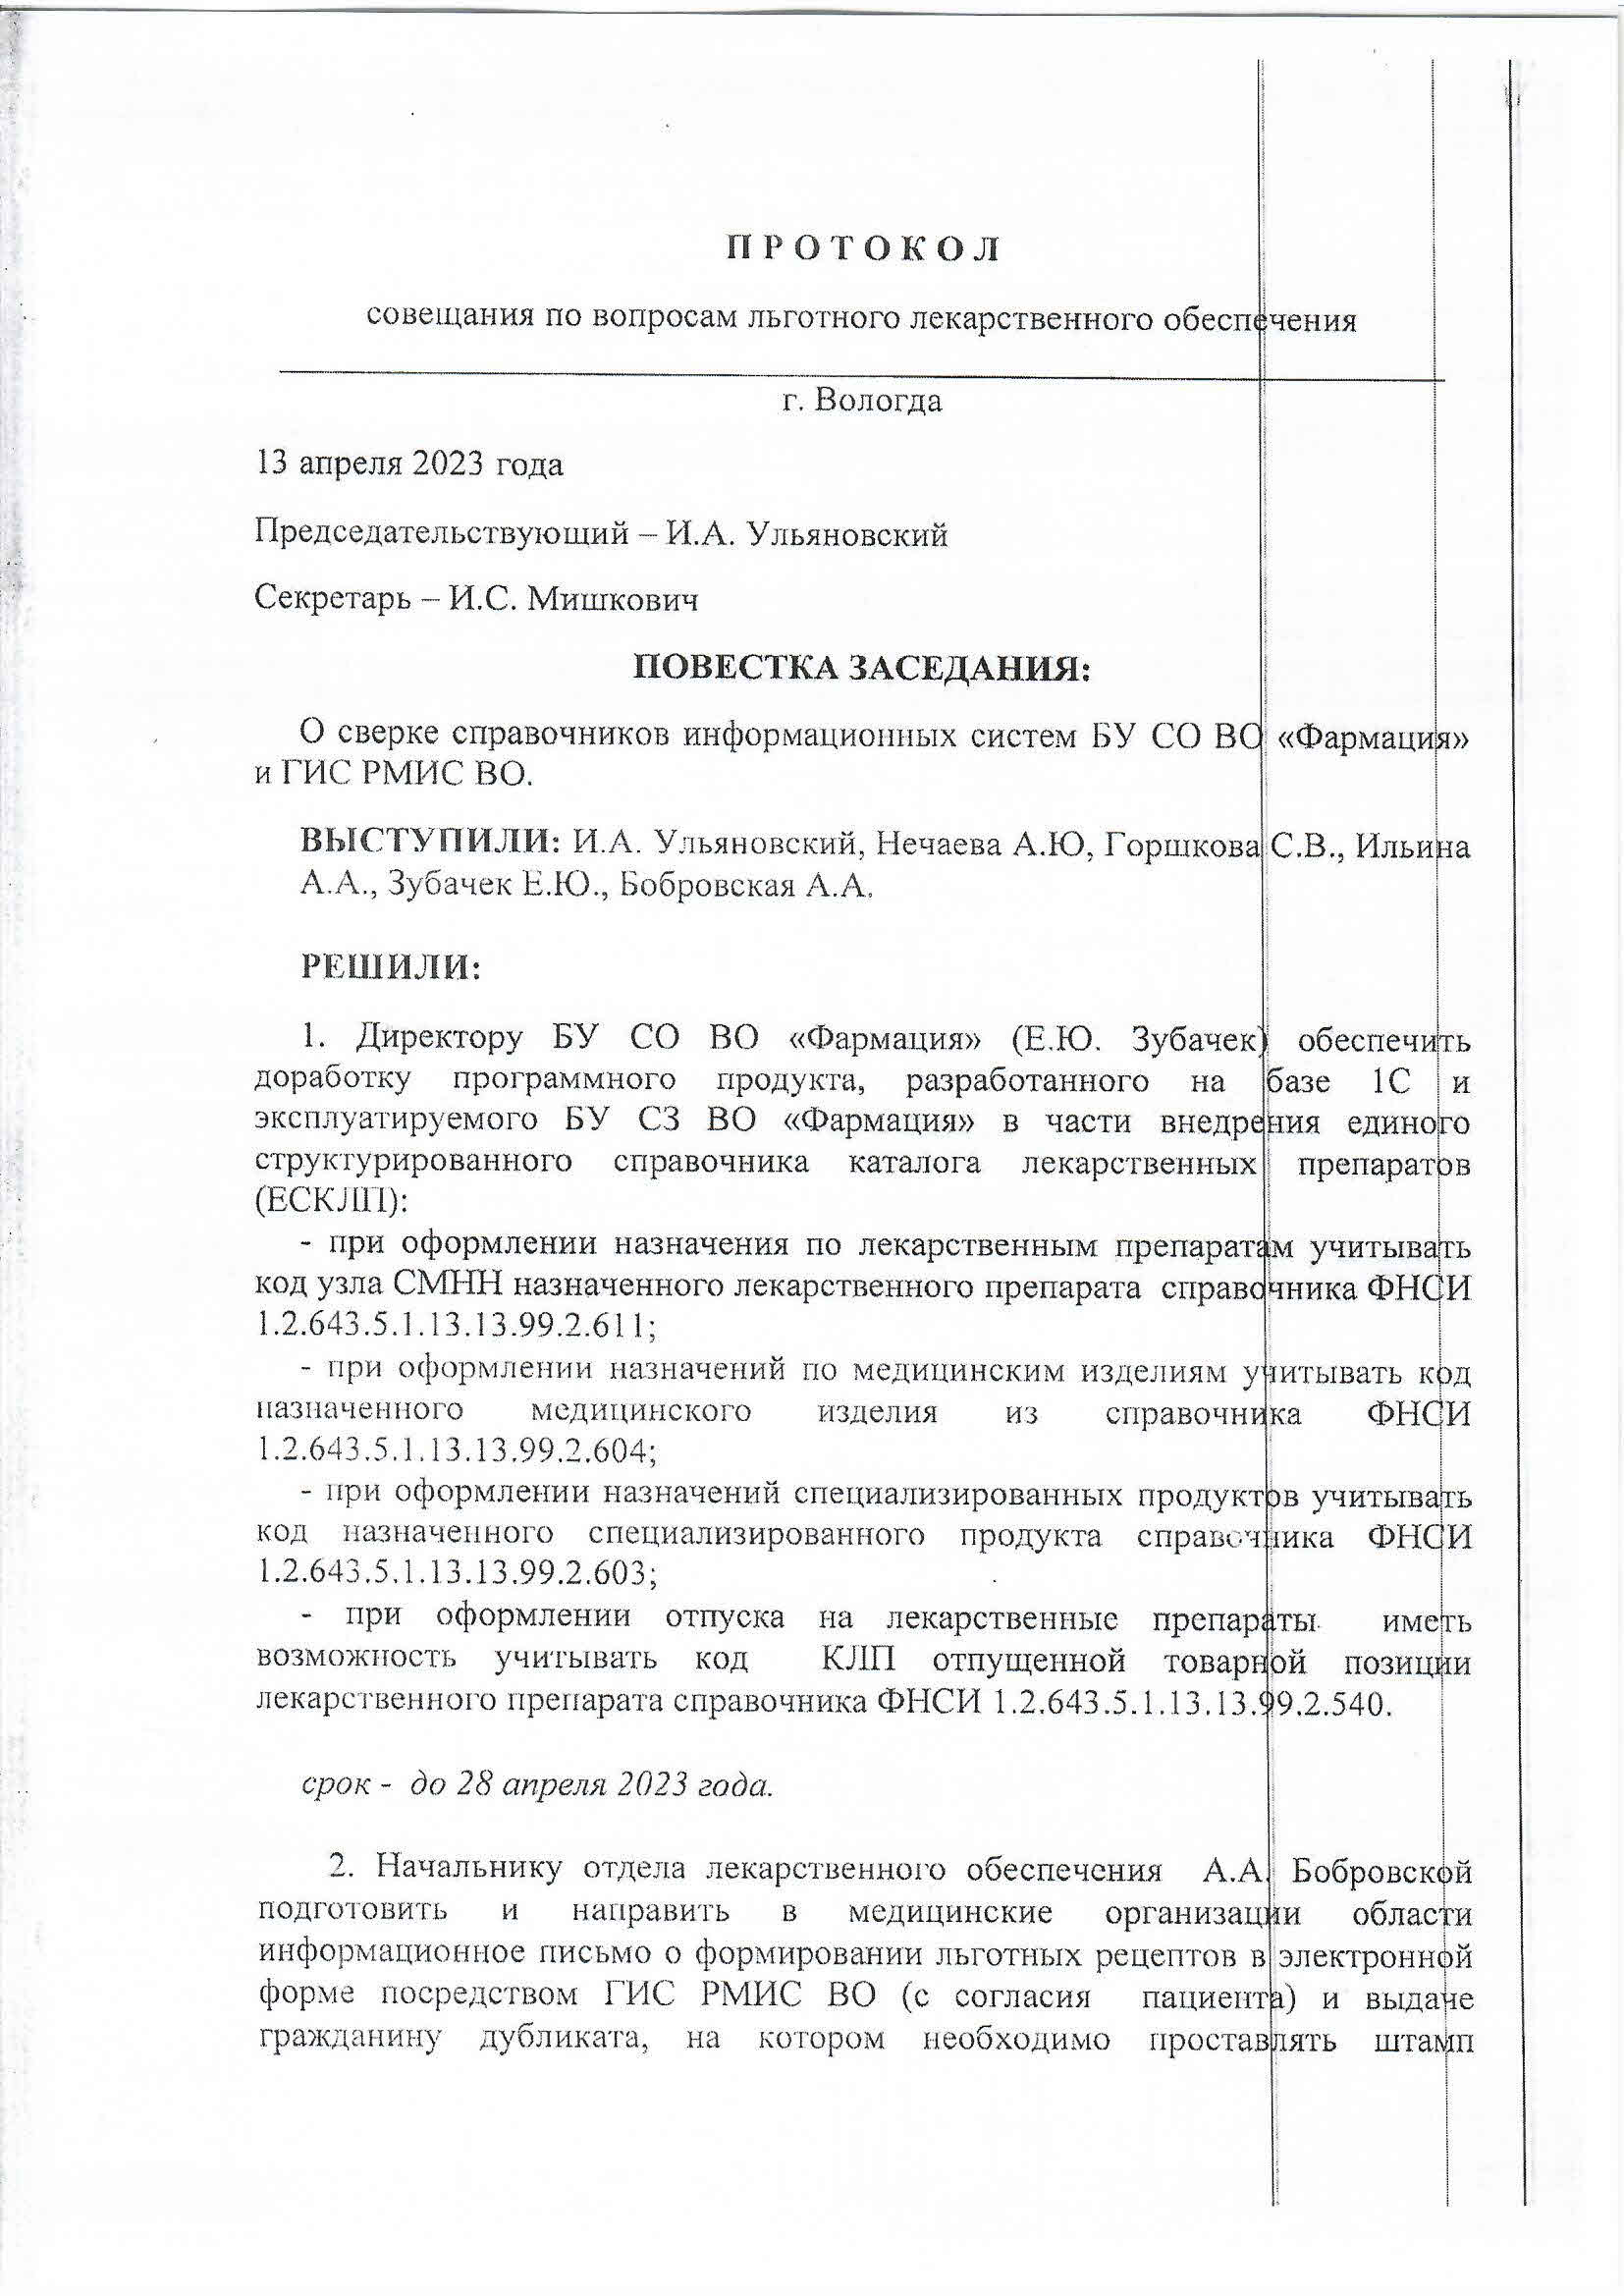 П Р О Т О К О Л
совещания по вопросам льготного лекарственного обеспечения
г. Вологда
13 апреля 2023 года
Председательствующий – И.А. Ульяновский
Секретарь – И.С. Мишкович
ПОВЕСТКА ЗАСЕДАНИЯ:
О сверке справочников информационных систем БУ СО ВО «Фармация»
и ГИС РМИС ВО.
ВЫСТУПИЛИ: И.А. Ульяновский, Нечаева А.Ю, Горшкова С.В., Ильина
А.А., Зубачек Е.Ю., Бобровская А.А.
РЕШИЛИ:
1. Директору БУ СО ВО «Фармация» (Е.Ю. Зубачек) обеспечить
доработку программного продукта, разработанного на базе 1С и
эксплуатируемого БУ СЗ ВО «Фармация» в части внедрения единого
структурированного справочника каталога лекарственных препаратов
(ЕСКЛП):
- при оформлении назначения по лекарственным препаратам учитывать
код узла СМНН назначенного лекарственного препарата справочника ФНСИ
1.2.643.5.1.13.13.99.2.611;
- при оформлении назначений по медицинским изделиям учитывать код
назначенного медицинского изделия из справочника ФНСИ
1.2.643.5.1.13.13.99.2.604;
- при оформлении назначений специализированных продуктов учитывать
код назначенного специализированного продукта справочника ФНСИ
1.2.643.5.1.13.13.99.2.603;
- при оформлении отпуска на лекарственные препараты иметь
возможность учитывать код КЛП отпущенной товарной позиции
лекарственного препарата справочника ФНСИ 1.2.643.5.1.13.13.99.2.540.
срок - до 28 апреля 2023 года.
2. Начальнику отдела лекарственного обеспечения А.А. Бобровской
подготовить и направить в медицинские организации области
информационное письмо о формировании льготных рецептов в электронной
форме посредством ГИС РМИС ВО (с согласия пациента) и выдаче
гражданину дубликата, на котором необходимо проставлять штамп